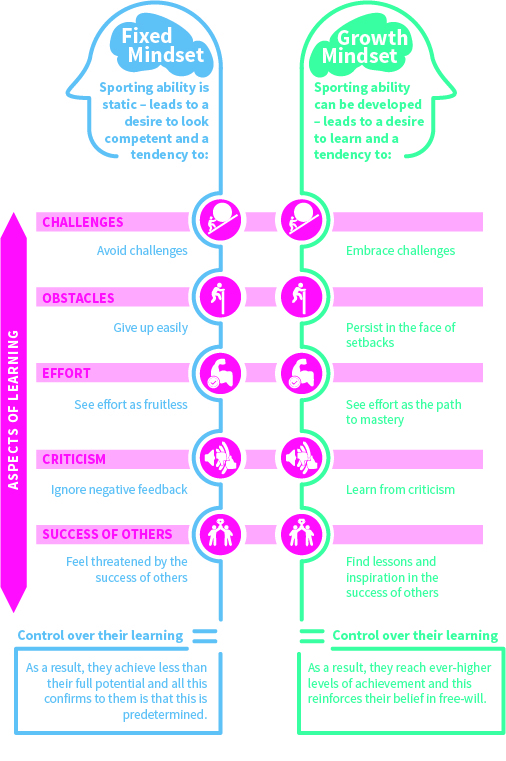 Fixed
Mindset
Sporting ability is
static – leads to a
desire to look
competent and a
tendency to:
Growth
Mindset
Sporting ability
can be developed
– leads to a desire
to learn and a
tendency to:
ASPECTS OF LEARNING
CHALLENGES
Avoid challenges
Embrace challenges
OBSTACLES
Give up easily
Persist in the face of
setbacks
EFFORT
See effort as fruitless
See effort as the path
to mastery
CRITICISM
Ignore negative feedback
Learn from criticism
SUCCESS OF OTHERS
Feel threatened by the
success of others
Find lessons and
inspiration in the
success of others
Control over their learning
As a result, they achieve less than
their full potential and all this
confirms to them is that this is
predetermined.
Control over their learning
As a result, they reach ever-higher
levels of achievement and this
reinforces their belief in free-will.